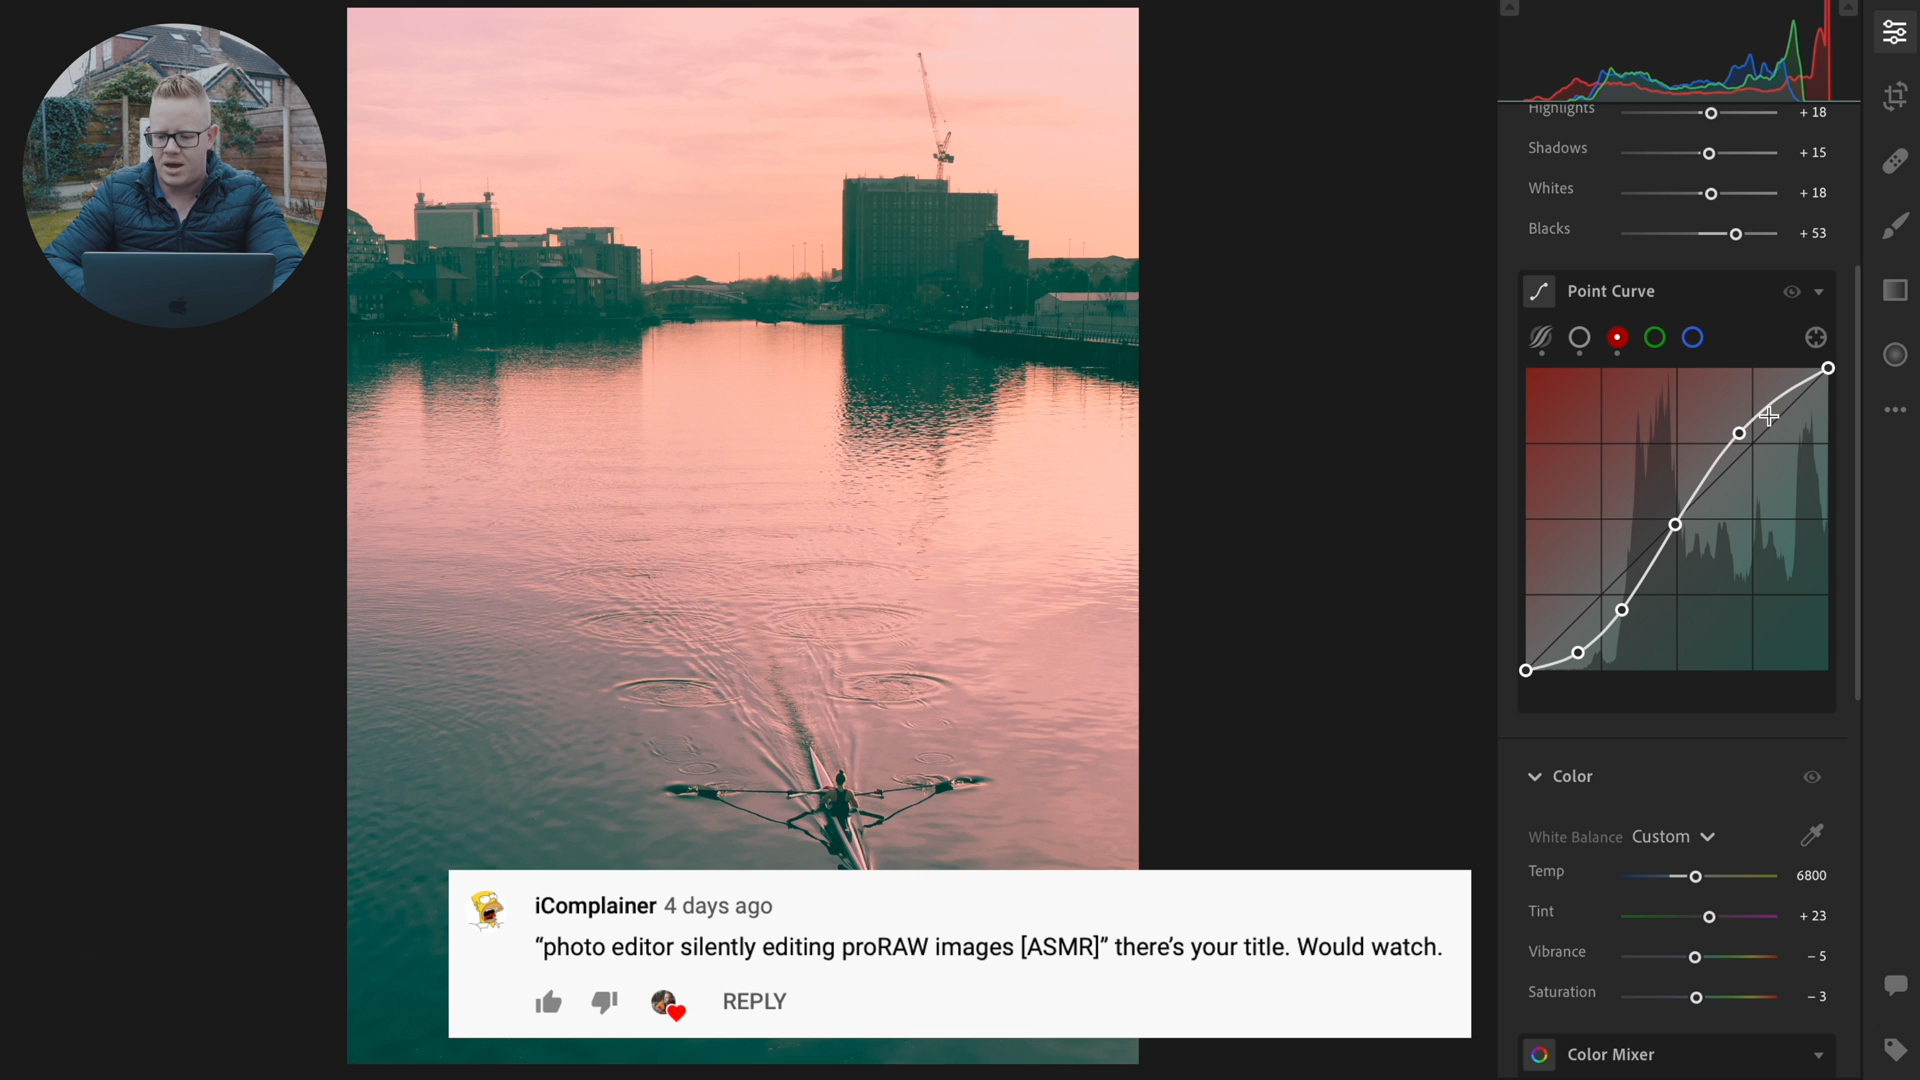 Highlights + 18
Shadows + 15
Whites + 18
Blacks + 53
Point Curve
Color
White Balance Custom
Temp 6800
Tint + 23
Vibrance - 5
Saturation - 3
Color Mixer
iComplainer 4 days ago
“photo editor silently editing proRAW images [ASMR]” there’s your title. Would watch.
REPLY